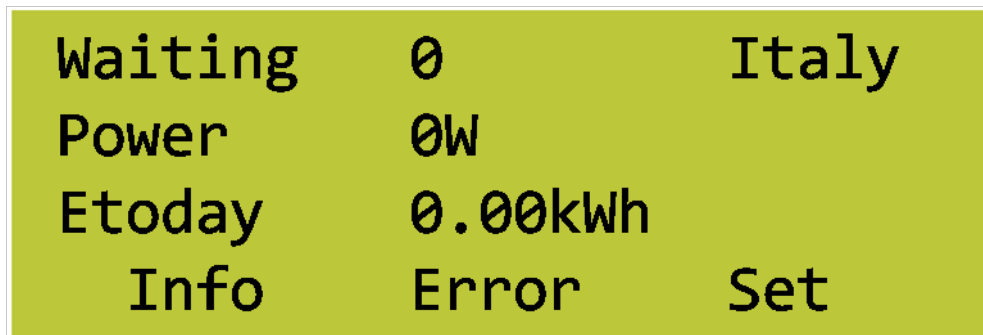 Waiting 0 Italy
Power 0W
Etoday 0.00kWh
Info Error Set